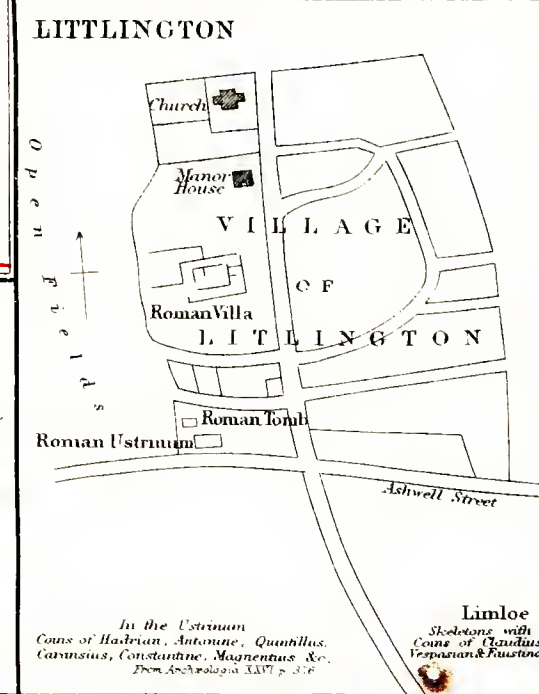 LITTLINGTON
Church
Open Fields
Manor
House
VILLAGE
OF
LITLINGTON
Roman Villa
Roman Tomb
Roman Ustrinum
Ashwell Street
In the Ustrinum
Coins of Hadrian, Antonine, Quintillus,
Carausius, Constantine, Magnentius &c.
From Archæologia XXVI p. 376
Limloe
Skeletons with
Coins of Claudius
Vespasian & Faustina